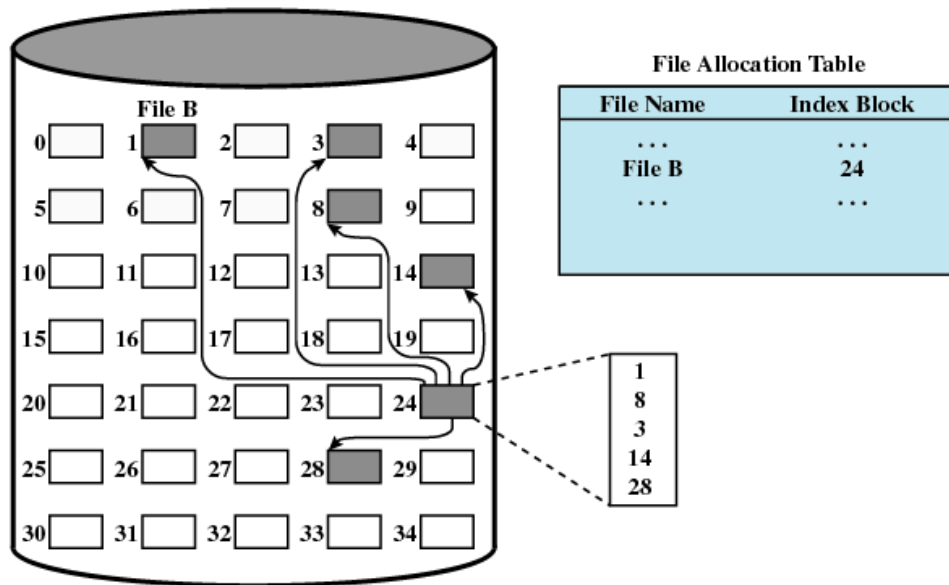 File Allocation Table
File Name Index Block
... ...
File B 24
... ...
File B
0 1 2 3 4
5 6 7 8 9
10 11 12 13 14
15 16 17 18 19
20 21 22 23 24
25 26 27 28 29
30 31 32 33 34
1
8
3
14
28